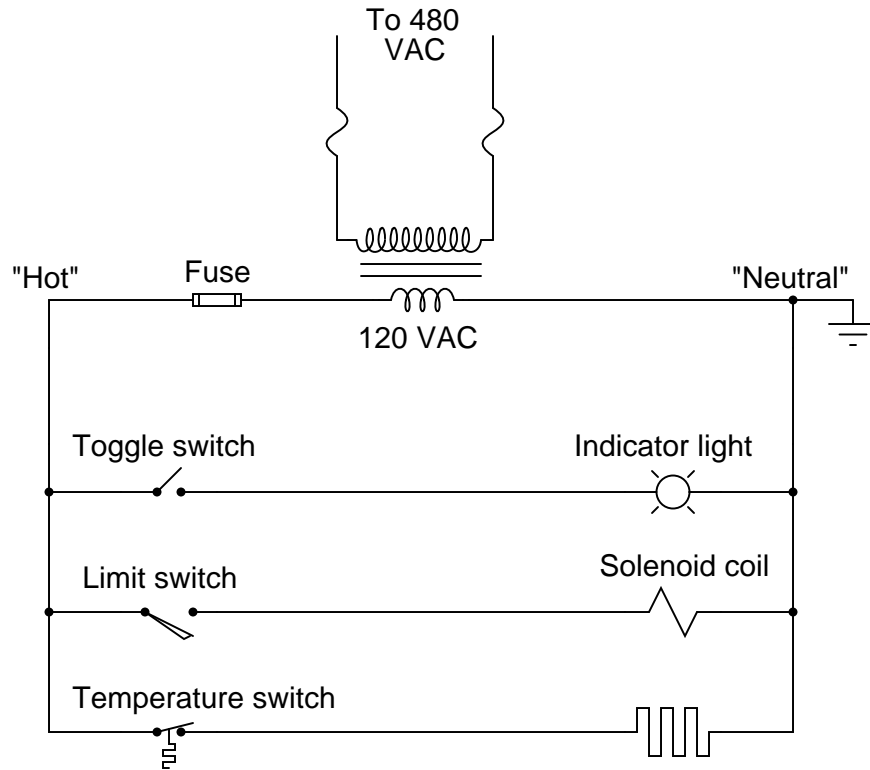 To 480
VAC
"Hot"
Fuse
"Neutral"
120 VAC
Toggle switch
Indicator light
Limit switch
Solenoid coil
Temperature switch